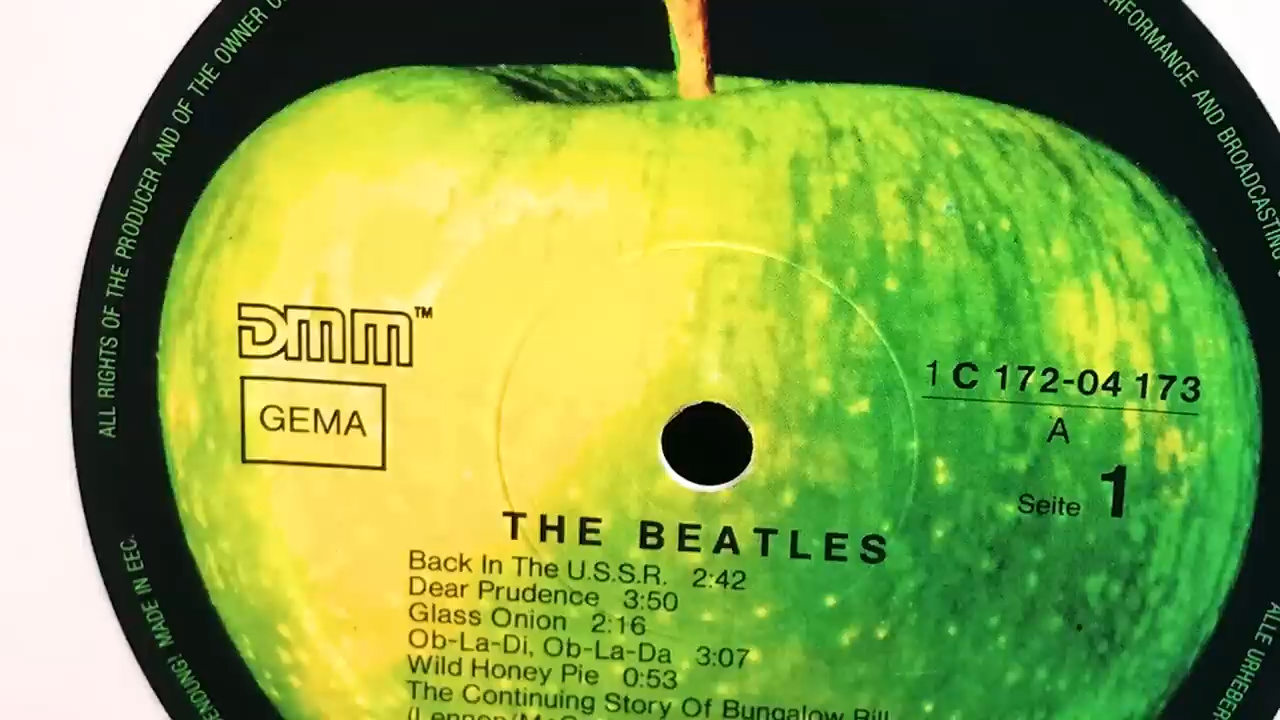 ALL RIGHTS OF THE PRODUCER AND OF THE OWNER
PERFORMANCE AND BROADCASTING
DMM™
GEMA
1 C 172-04 173
A
Seite 1
THE BEATLES
Back In The U.S.S.R. 2:42
Dear Prudence 3:50
Glass Onion 2:16
Ob-La-Di, Ob-La-Da 3:07
Wild Honey Pie 0:53
The Continuing Story Of Bungalow Bill
MADE IN EEC.
ALLE